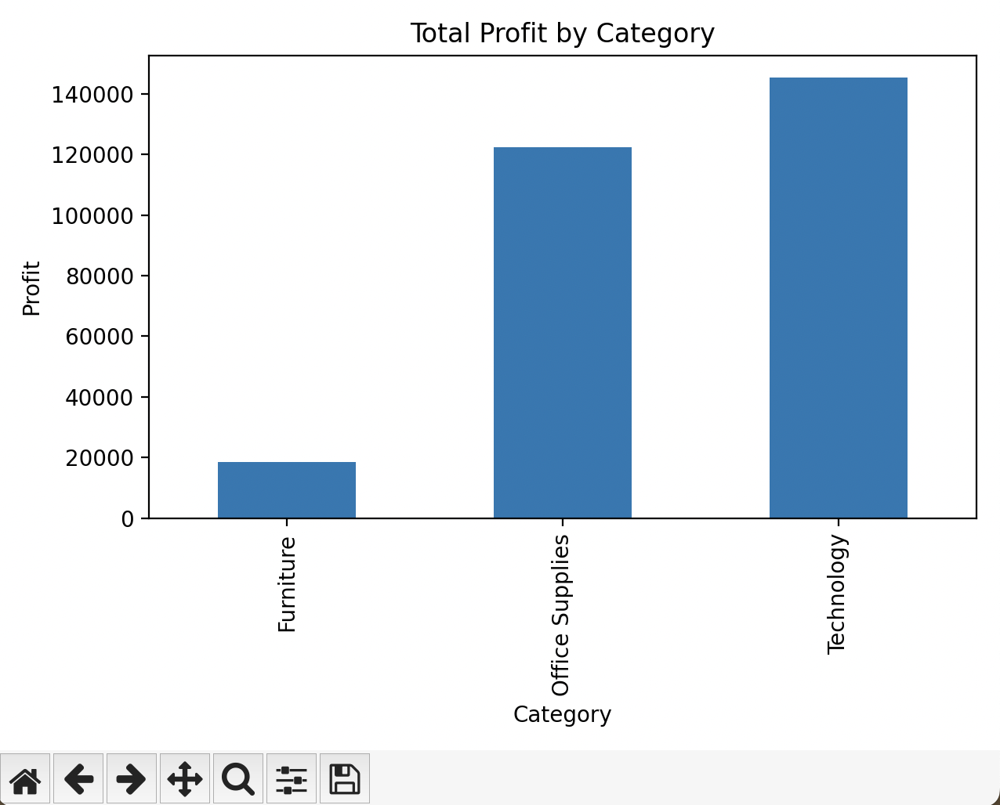 Total Profit by Category
140000
120000
100000
80000
60000
40000
20000
0
Profit
Furniture
Office Supplies
Technology
Category